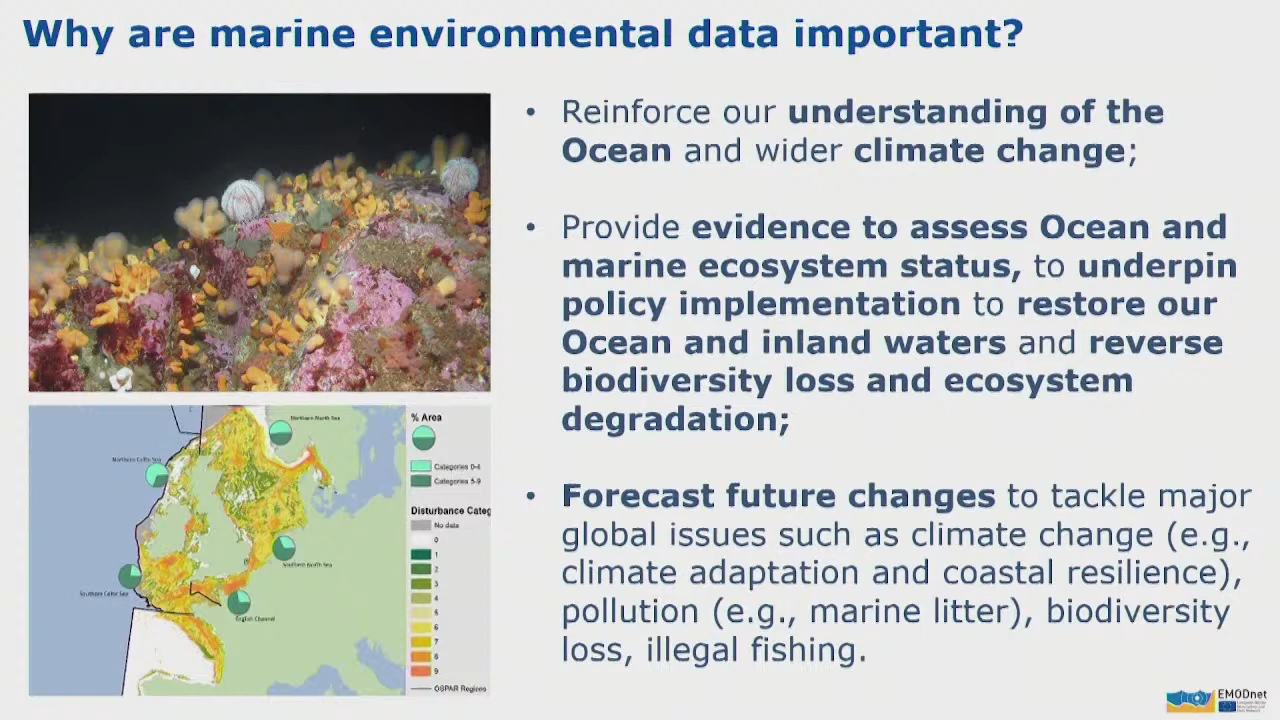 Why are marine environmental data important?
• Reinforce our understanding of the
Ocean and wider climate change;
• Provide evidence to assess Ocean and
marine ecosystem status, to underpin
policy implementation to restore our
Ocean and inland waters and reverse
biodiversity loss and ecosystem
degradation;
• Forecast future changes to tackle major
global issues such as climate change (e.g.,
climate adaptation and coastal resilience),
pollution (e.g., marine litter), biodiversity
loss, illegal fishing.
Northern North Sea
Northern Celtic Sea
Southern North Sea
Southern Celtic Sea
English Channel
% Area
Categories 0-4
Categories 5-9
Disturbance Categ
No data
0
1
2
3
4
5
6
7
8
9
OSPAR Regions
EMODnet